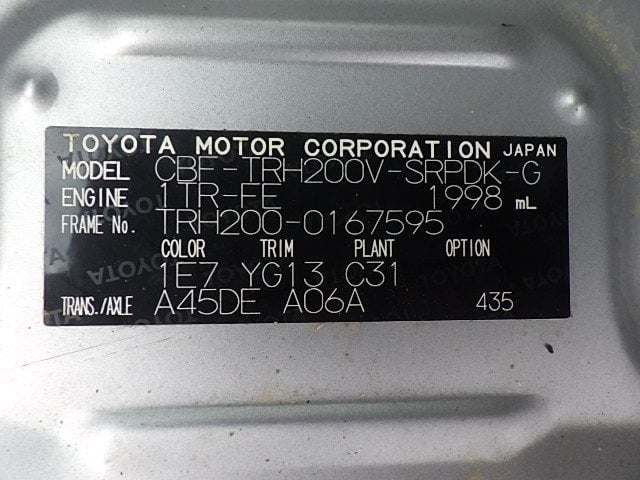 TOYOTA MOTOR CORPORATION JAPAN
MODEL CBF-TRH200V-SRPDK-G
ENGINE 1TR-FE 1998 mL
FRAME No. TRH200-0167595
COLOR TRIM PLANT OPTION
1E7 YG13 C31
TRANS./AXLE A45DE A06A 435